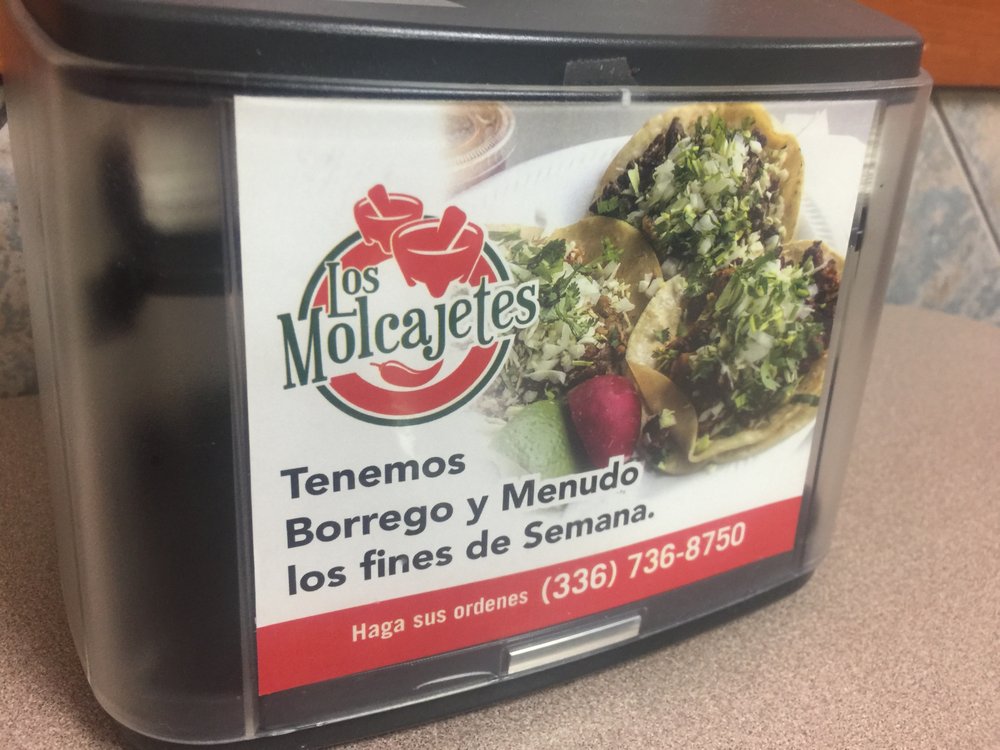 Los
Molcajetes
Tenemos
Borrego y Menudo
los fines de Semana.
Haga sus ordenes (336) 736-8750